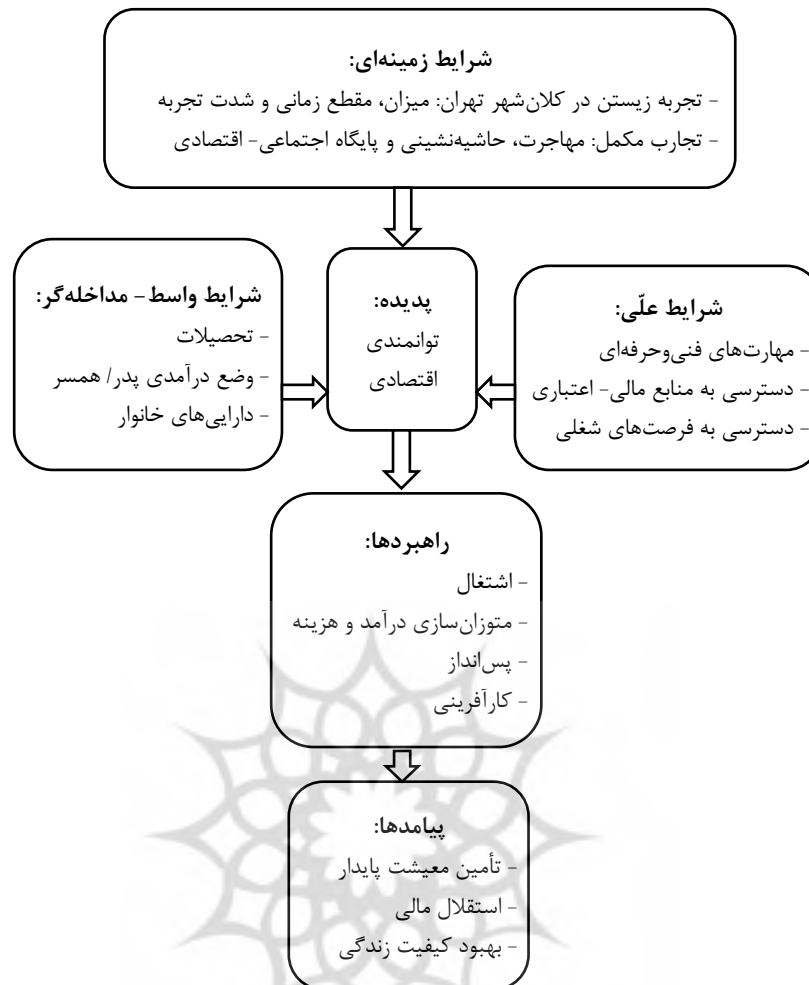 شرایط زمینه‌ای:
- تجربه زیستن در کلان‌شهر تهران: میزان، مقطع زمانی و شدت تجربه
- تجارب مکمل: مهاجرت، حاشیه‌نشینی و پایگاه اجتماعی- اقتصادی
شرایط علّی:
- مهارت‌های فنی‌وحرفه‌ای
- دسترسی به منابع مالی- اعتباری
- دسترسی به فرصت‌های شغلی
پدیده:
توانمندی
اقتصادی
شرایط واسط- مداخله‌گر:
- تحصیلات
- وضع درآمدی پدر/ همسر
- دارایی‌های خانوار
راهبردها:
- اشتغال
- متوزان‌سازی درآمد و هزینه
- پس‌انداز
- کارآفرینی
پیامدها:
- تأمین معیشت پایدار
- استقلال مالی
- بهبود کیفیت زندگی